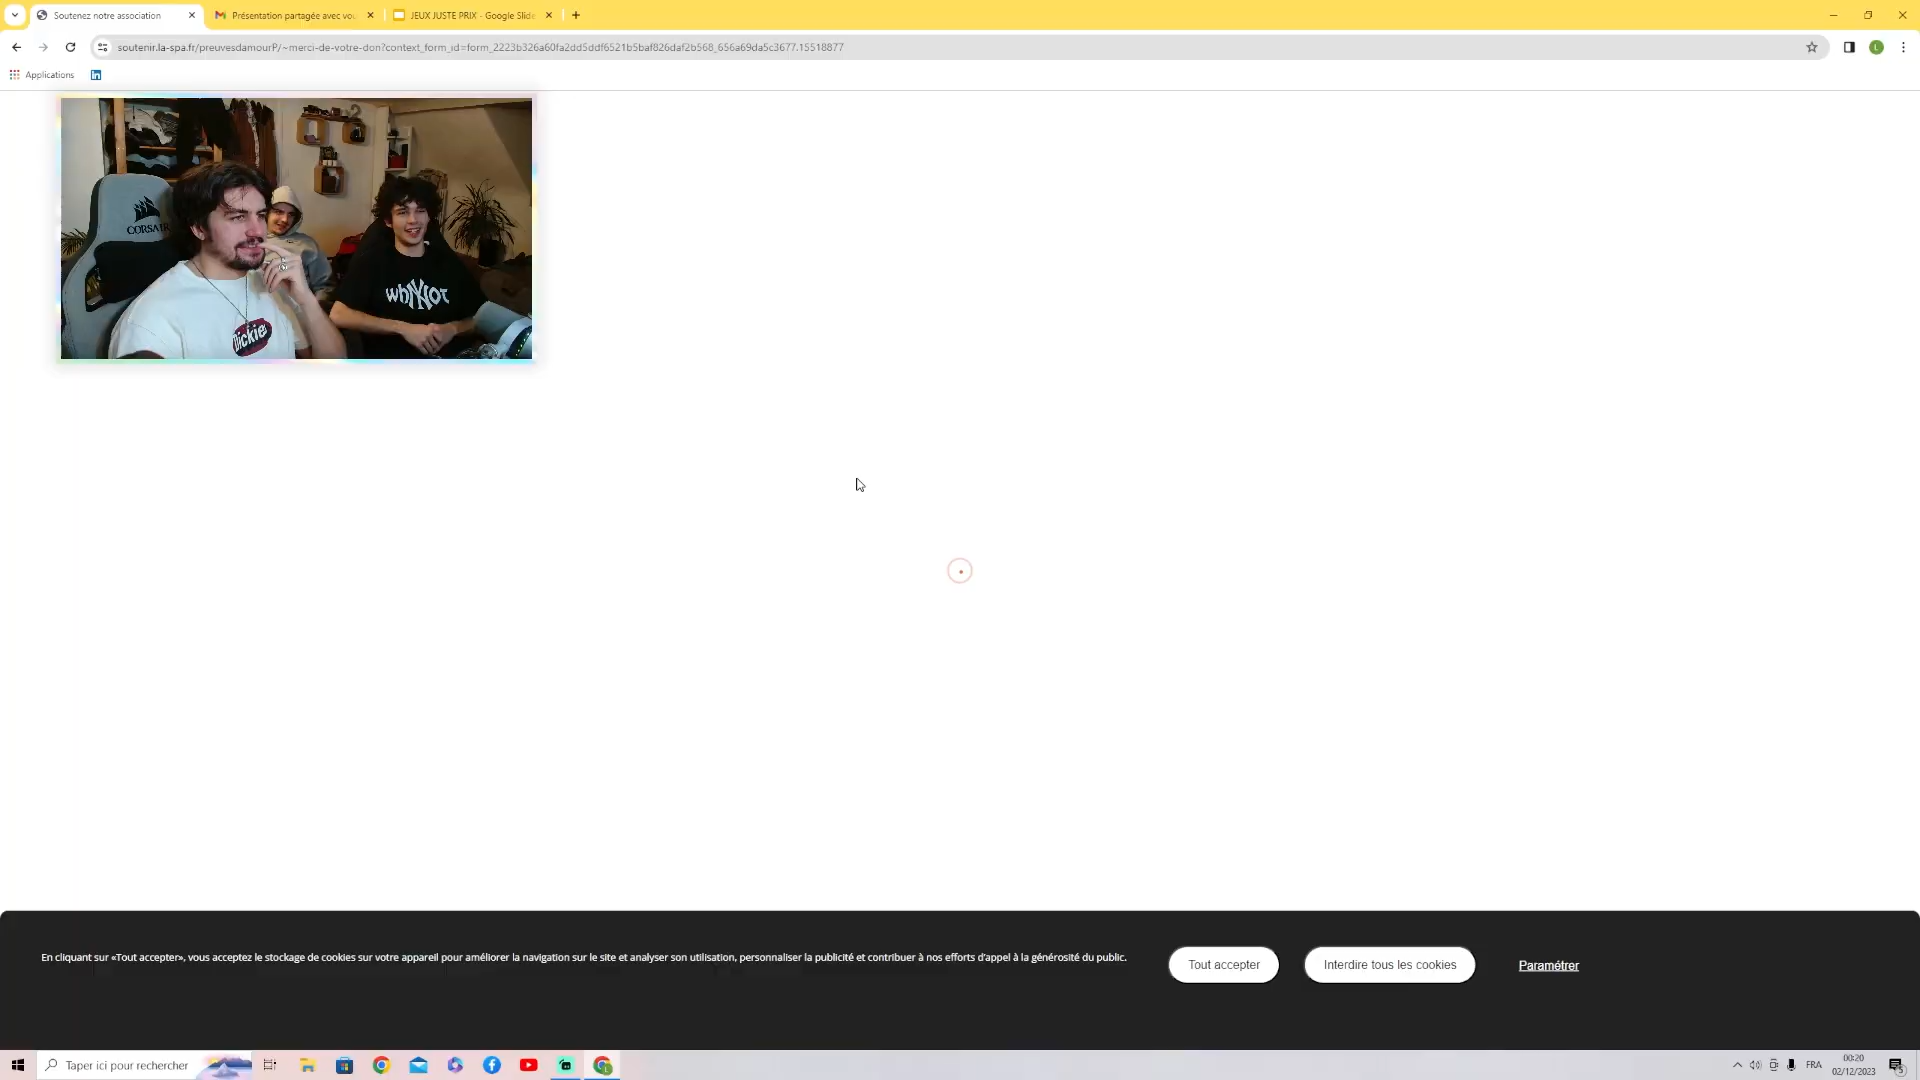 Soutenez notre association
Présentation partagée avec vou
JEUX JUSTE PRIX - Google Slide
soutenir.la-spa.fr/preuvesdamourP/~merci-de-votre-don?context_form_id=form_2223b326a60fa2dd5ddf6521b5baf826daf2b568_656a69da5c3677.15518877
L
Applications
CORSAIR
whNYoT
Dickie
En cliquant sur «Tout accepter», vous acceptez le stockage de cookies sur votre appareil pour améliorer la navigation sur le site et analyser son utilisation, personnaliser la publicité et contribuer à nos efforts d'appel à la générosité du public.
Tout accepter
Interdire tous les cookies
Paramétrer
Taper ici pour rechercher
FRA
00:20
02/12/2023